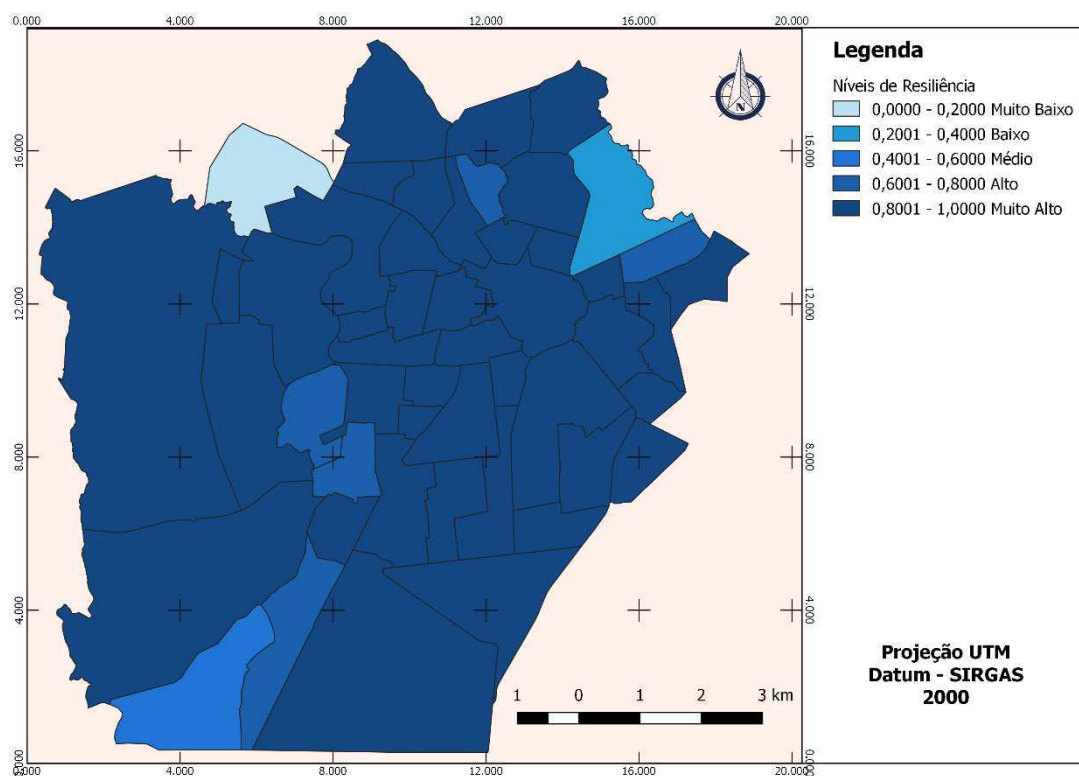 0.000 4.000 8.000 12.000 16.000 20.000
16.000
12.000
8.000
4.000
0.000
N
16.000
12.000
8.000
4.000
0.000
0.000 4.000 8.000 12.000 16.000 20.000
Legenda
Níveis de Resiliência
0,0000 - 0,2000 Muito Baixo
0,2001 - 0,4000 Baixo
0,4001 - 0,6000 Médio
0,6001 - 0,8000 Alto
0,8001 - 1,0000 Muito Alto
1 0 1 2 3 km
Projeção UTM
Datum - SIRGAS
2000